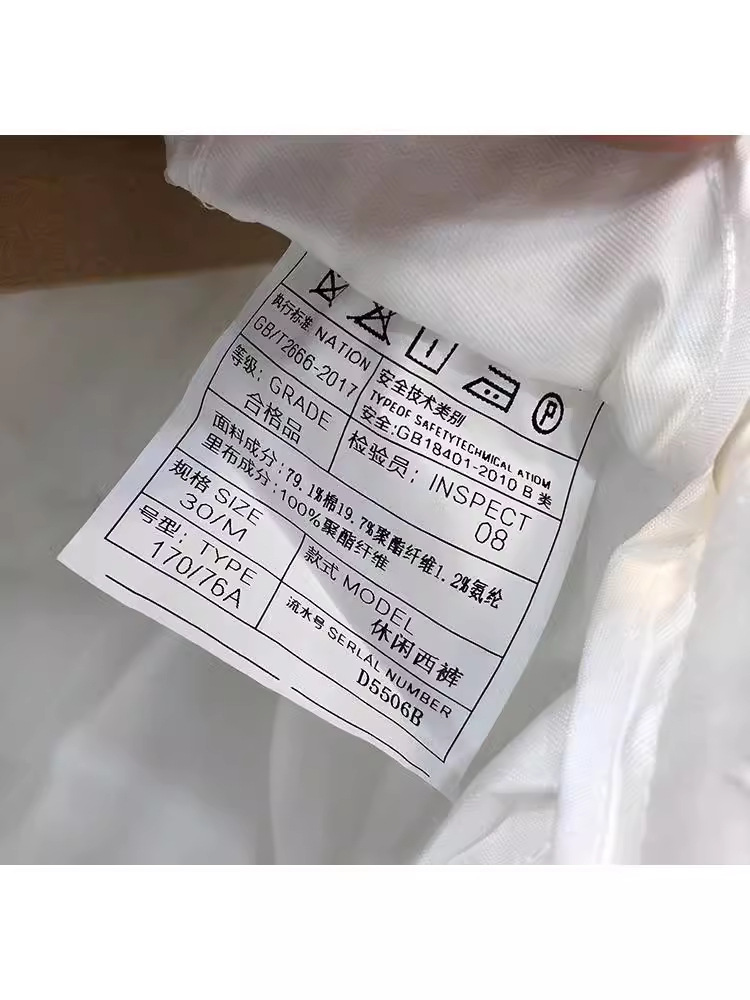 P
执行标准 NATION
GB/T2666-2017
安全技术类别
TYPEOF SAFETYTECHMICAL ATIOM
安全:GB18401-2010 B 类
等级: GRADE
合格品
检验员: INSPECT
08
面料成分: 79.1%棉19.7%聚酯纤维1.2%氨纶
里布成分: 100%聚酯纤维
规格 SIZE
30/M
款式 MODEL
休闲西裤
号型: TYPE
170/76A
流水号 SERLAL NUMBER
D5506B